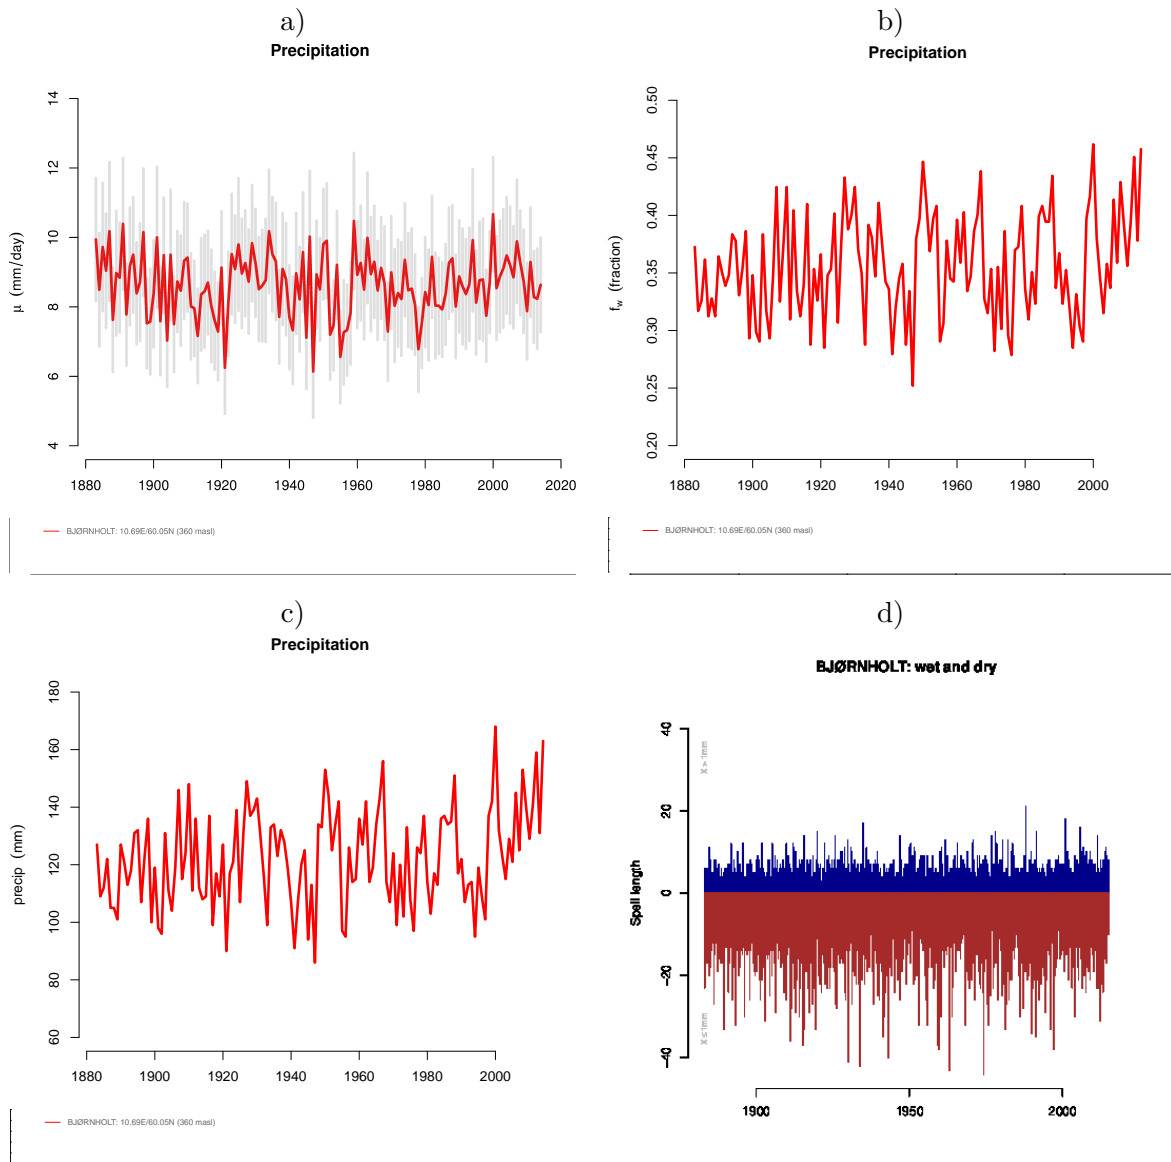 a)
Precipitation
μ (mm/day)
14
12
10
8
6
4
1880 1900 1920 1940 1960 1980 2000 2020
BJØRNHOLT: 10.69E/60.05N (360 masl)
b)
Precipitation
f_w (fraction)
0.50
0.45
0.40
0.35
0.30
0.25
0.20
1880 1900 1920 1940 1960 1980 2000
BJØRNHOLT: 10.69E/60.05N (360 masl)
c)
Precipitation
precip (mm)
180
160
140
120
100
80
60
1880 1900 1920 1940 1960 1980 2000
BJØRNHOLT: 10.69E/60.05N (360 masl)
d)
BJØRNHOLT: wet and dry
Spell length
40
20
0
−20
−40
X > 1mm
X ≤ 1mm
1900 1950 2000